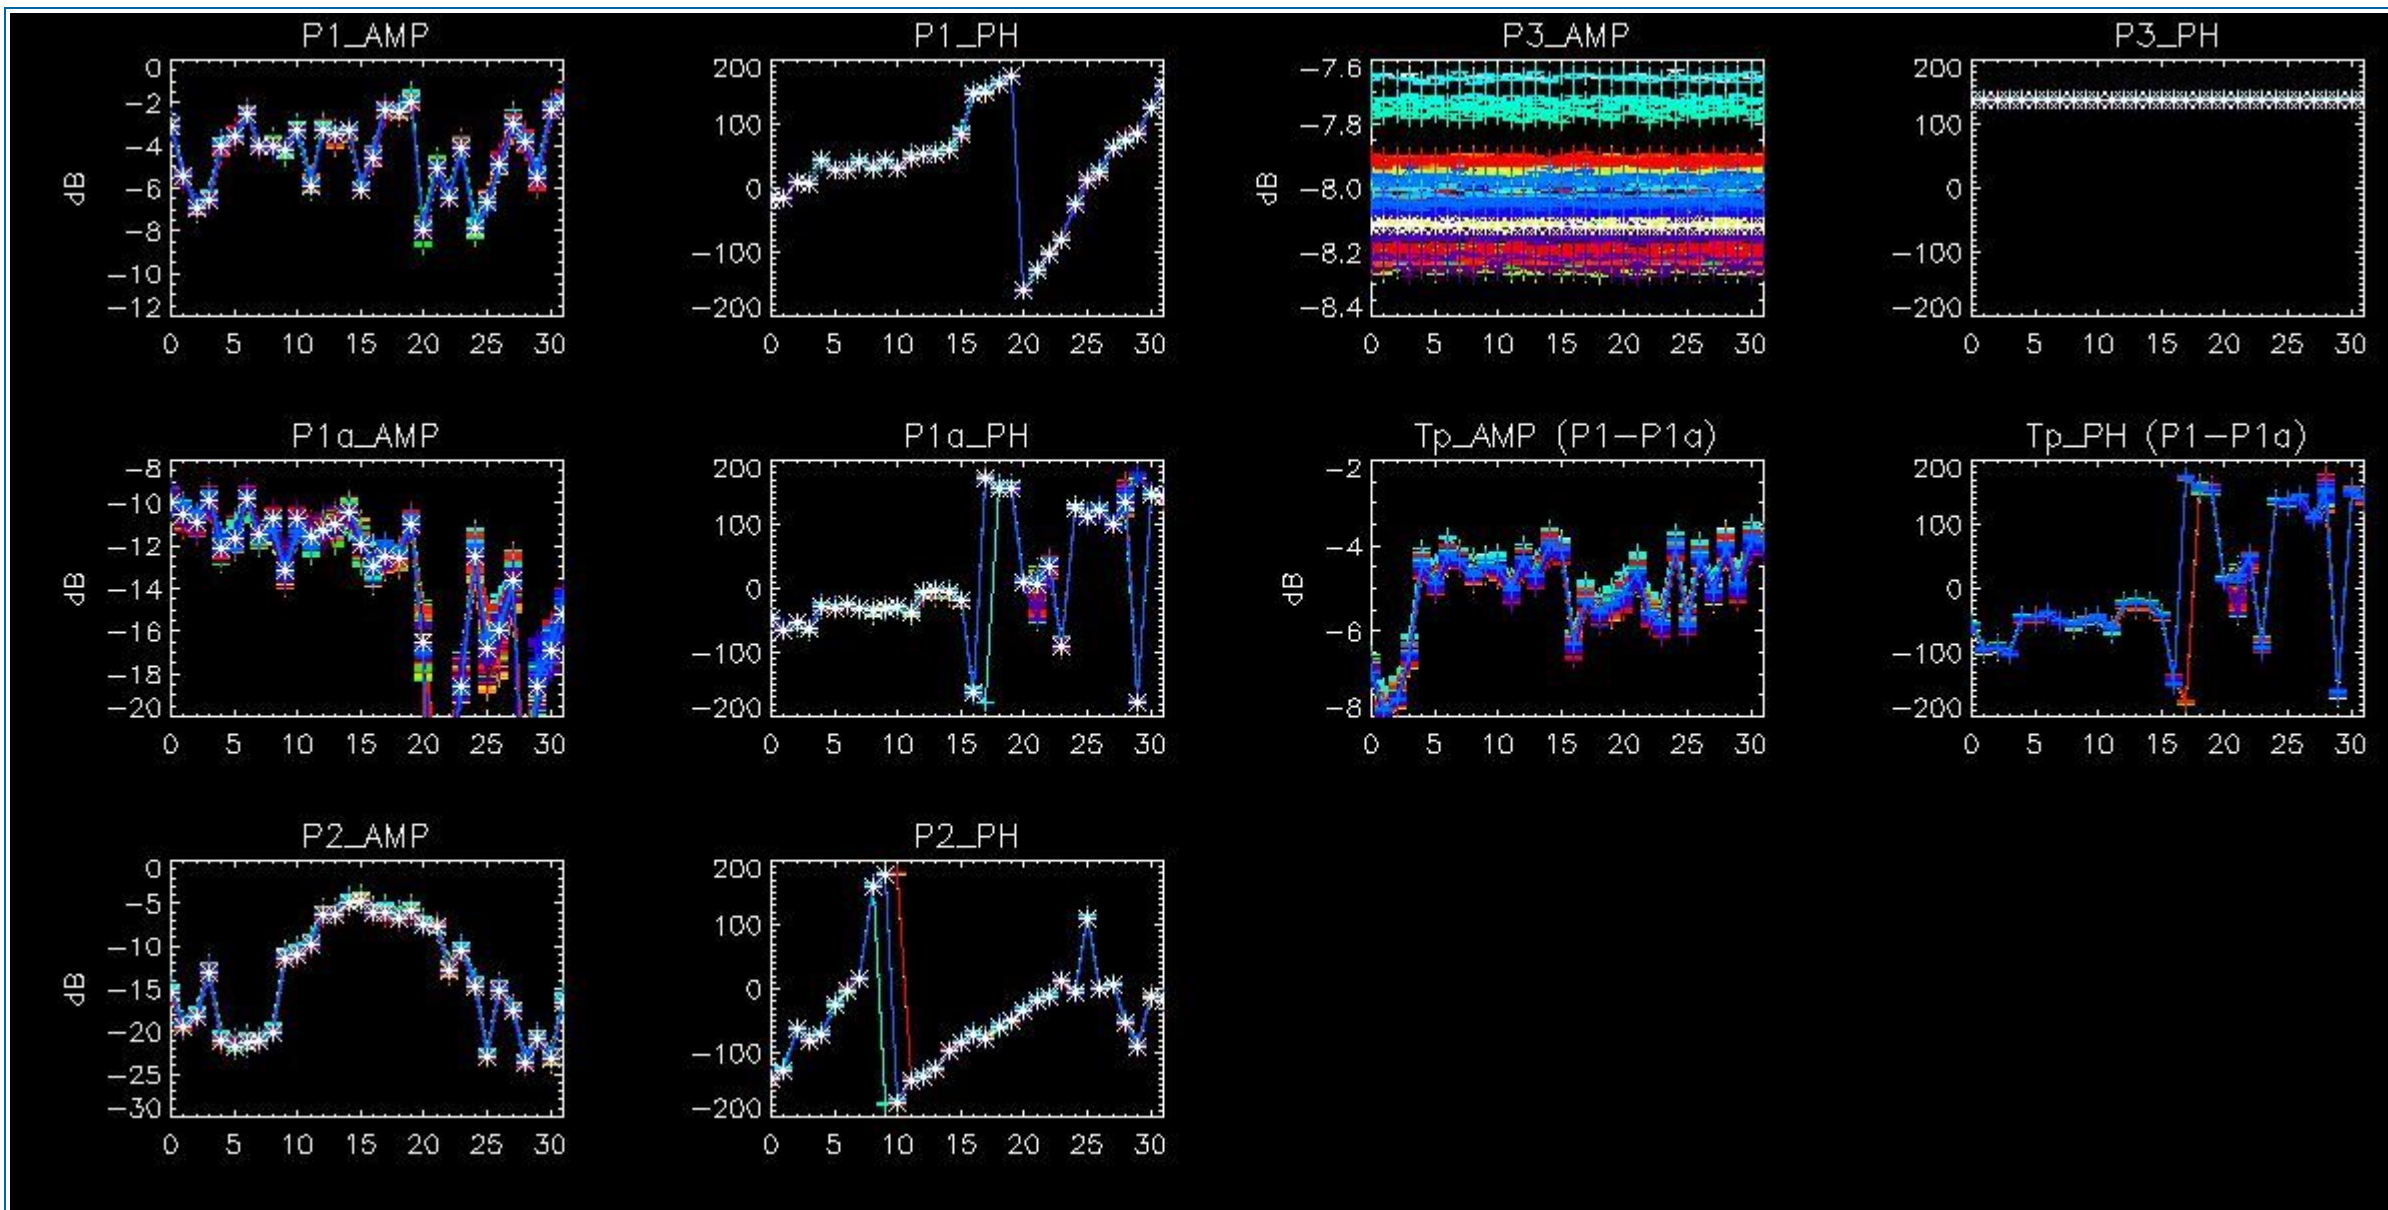 P1_AMP
P1_PH
P3_AMP
P3_PH
0
-2
-4
-6
-8
-10
-12
dB
0 5 10 15 20 25 30
200
100
0
-100
-200
0 5 10 15 20 25 30
-7.6
-7.8
-8.0
-8.2
-8.4
dB
0 5 10 15 20 25 30
200
100
0
-100
-200
0 5 10 15 20 25 30
P1a_AMP
P1a_PH
Tp_AMP (P1-P1a)
Tp_PH (P1-P1a)
-8
-10
-12
-14
-16
-18
-20
dB
0 5 10 15 20 25 30
200
100
0
-100
-200
0 5 10 15 20 25 30
-2
-4
-6
-8
dB
0 5 10 15 20 25 30
200
100
0
-100
-200
0 5 10 15 20 25 30
P2_AMP
P2_PH
0
-5
-10
-15
-20
-25
-30
dB
0 5 10 15 20 25 30
200
100
0
-100
-200
0 5 10 15 20 25 30